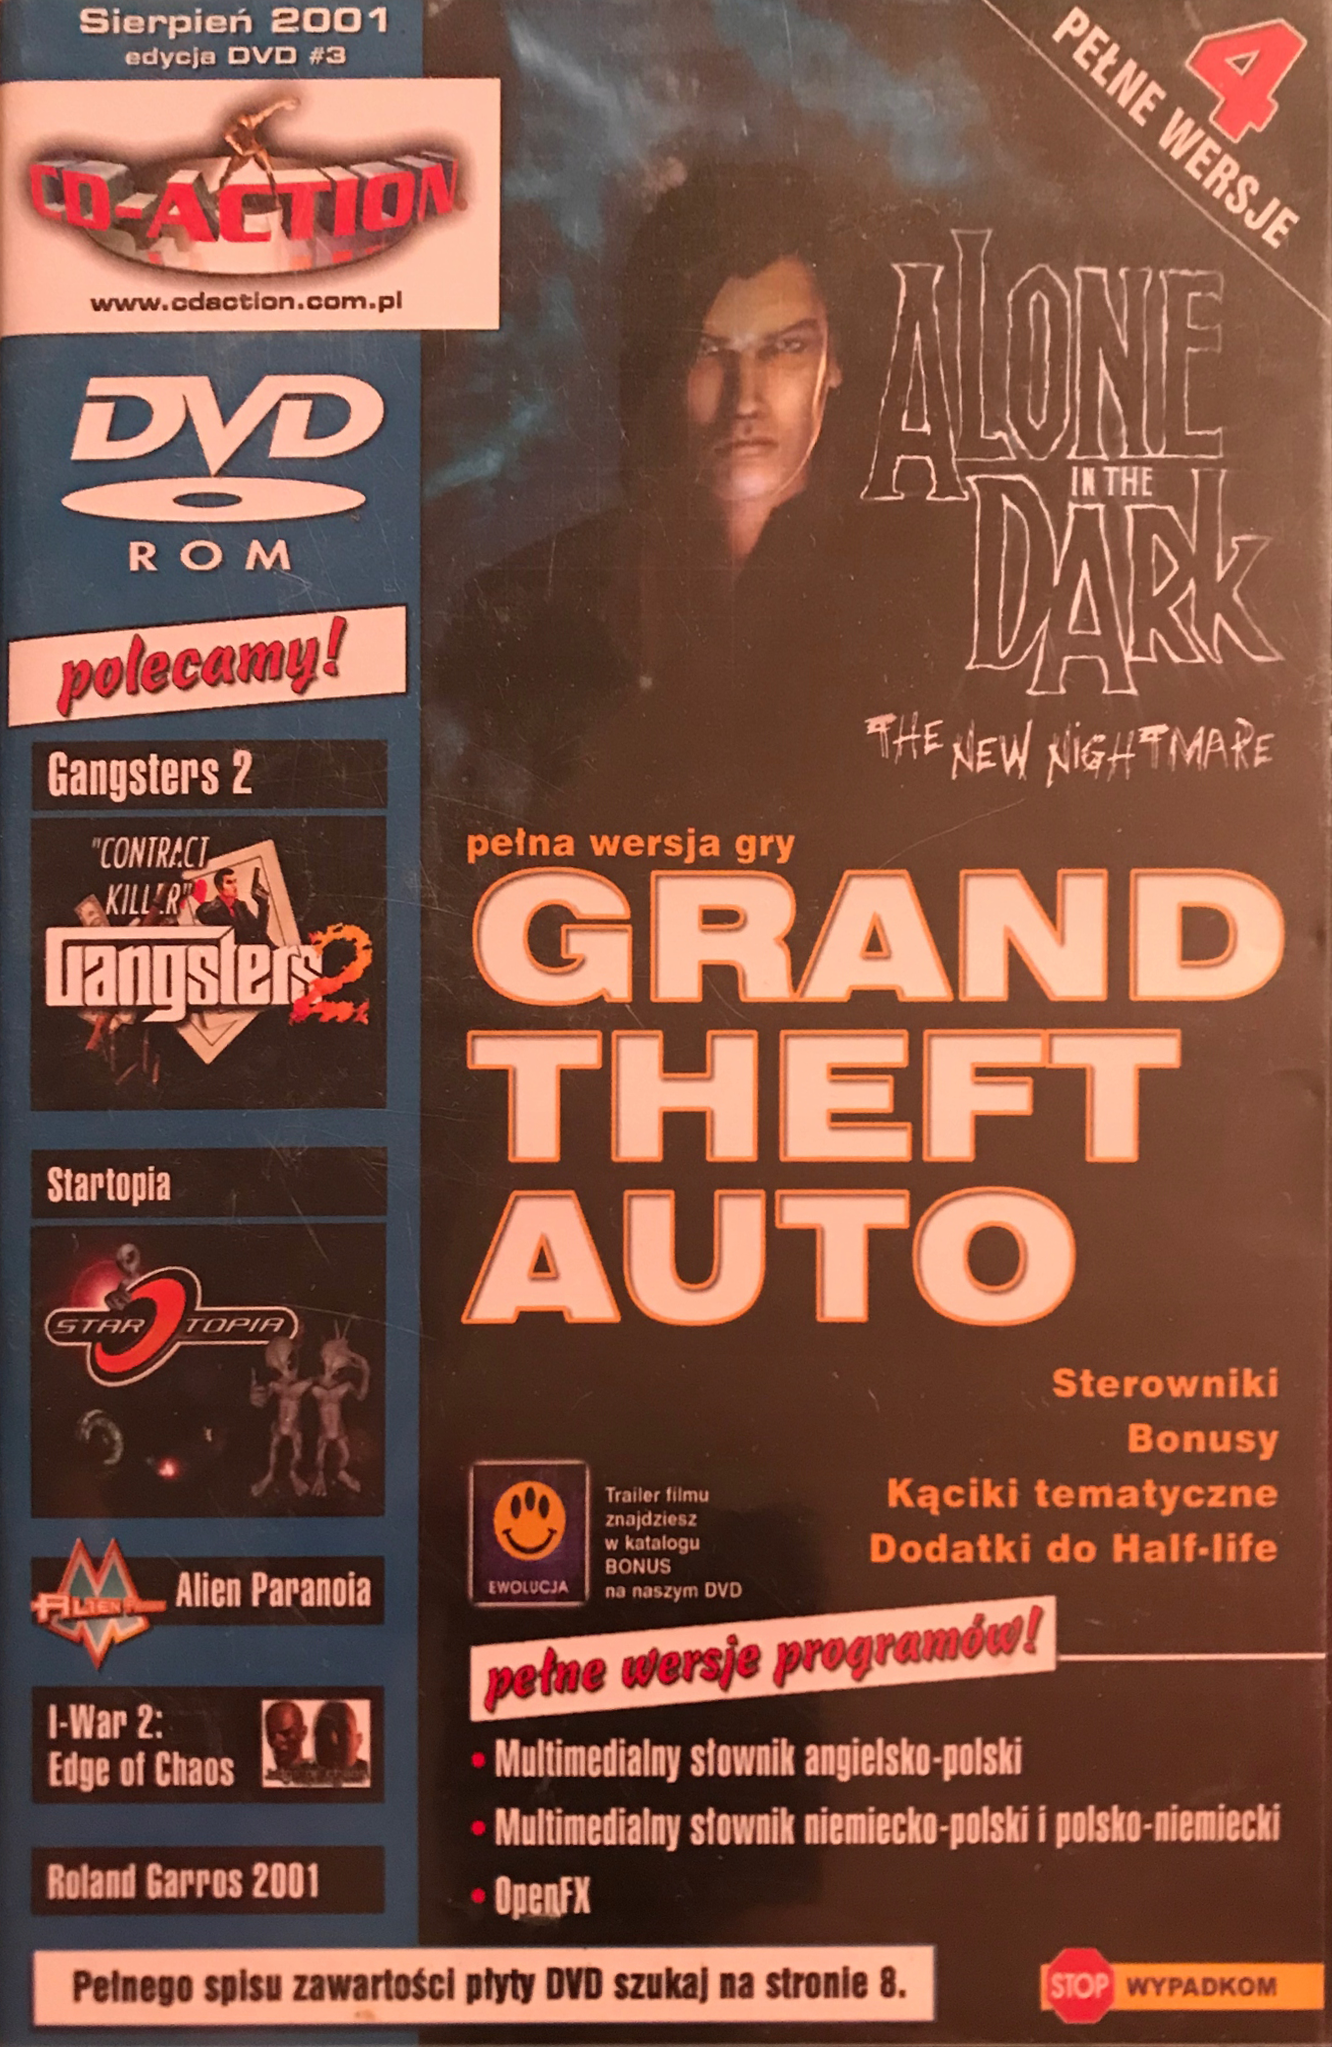 Sierpień 2001
edycja DVD #3
CD-ACTION
www.cdaction.com.pl
DVD
ROM
polecamy!
Gangsters 2
"CONTRACT
KILLER"
Gangsters 2
Startopia
STAR TOPIA
ALIEN
Alien Paranoia
I-War 2:
Edge of Chaos
Roland Garros 2001
4
PEŁNE WERSJE
ALONE
IN THE
DARK
THE NEW NIGHTMARE
pełna wersja gry
GRAND
THEFT
AUTO
Sterowniki
Bonusy
Kąciki tematyczne
Dodatki do Half-life
EWOLUCJA
Trailer filmu
znajdziesz
w katalogu
BONUS
na naszym DVD
pełne wersje programów!
• Multimedialny słownik angielsko-polski
• Multimedialny słownik niemiecko-polski i polsko-niemiecki
• OpenFX
Pełnego spisu zawartości płyty DVD szukaj na stronie 8.
STOP WYPADKOM